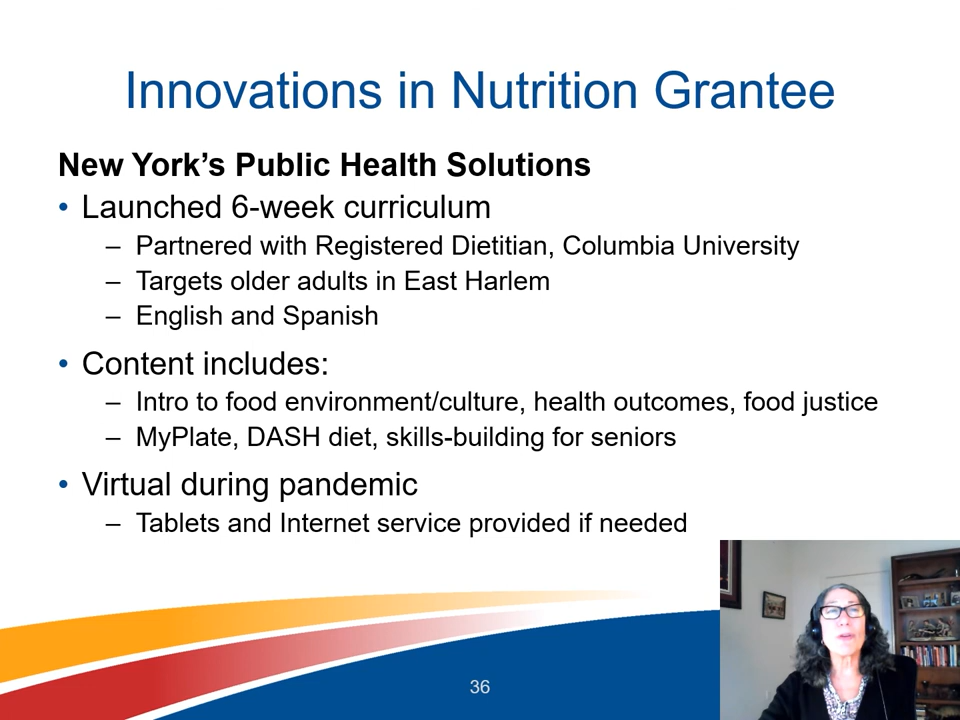 Innovations in Nutrition Grantee
New York’s Public Health Solutions
• Launched 6-week curriculum
– Partnered with Registered Dietitian, Columbia University
– Targets older adults in East Harlem
– English and Spanish
• Content includes:
– Intro to food environment/culture, health outcomes, food justice
– MyPlate, DASH diet, skills-building for seniors
• Virtual during pandemic
– Tablets and Internet service provided if needed
36